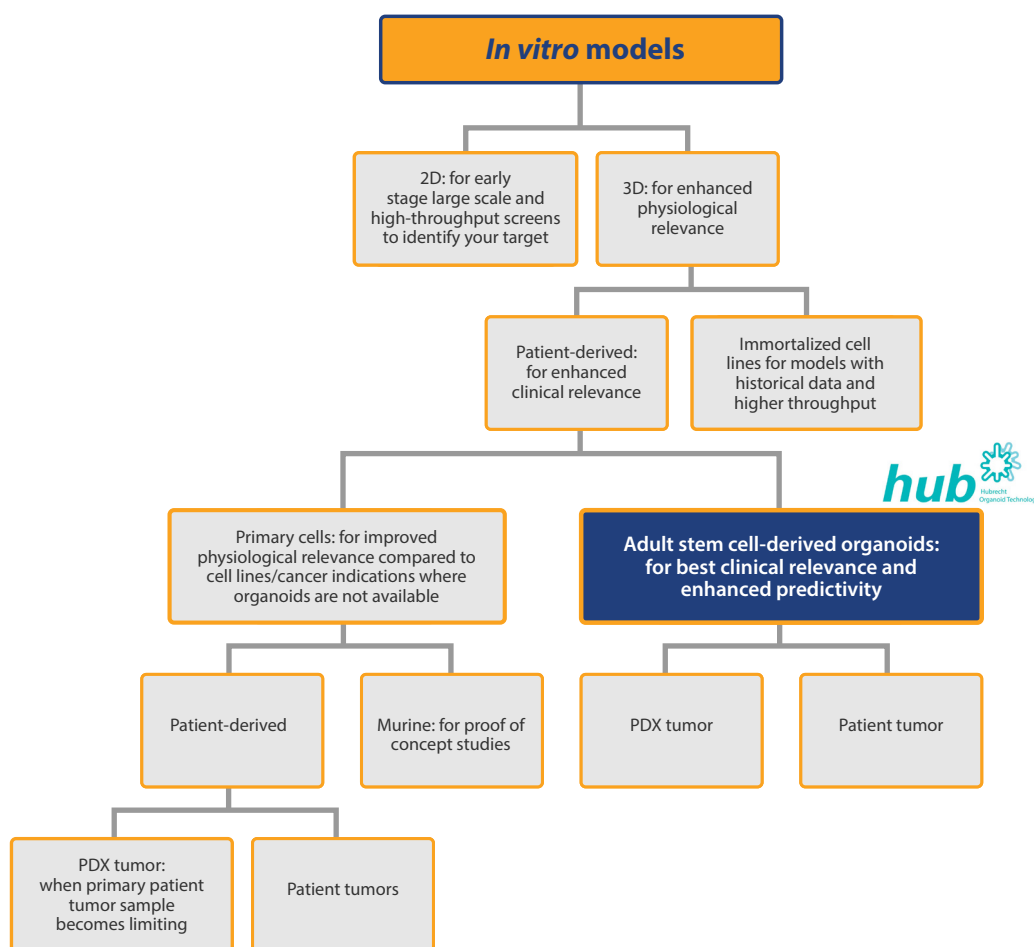 In vitro models
2D: for early
stage large scale and
high-throughput screens
to identify your target
3D: for enhanced
physiological
relevance
Patient-derived:
for enhanced
clinical relevance
Immortalized cell
lines for models with
historical data and
higher throughput
hub
Hubrecht
Organoid Technolog
Primary cells: for improved
physiological relevance compared to
cell lines/cancer indications where
organoids are not available
Adult stem cell-derived organoids:
for best clinical relevance and
enhanced predictivity
Patient-derived
Murine: for proof of
concept studies
PDX tumor
Patient tumor
PDX tumor:
when primary patient
tumor sample
becomes limiting
Patient tumors